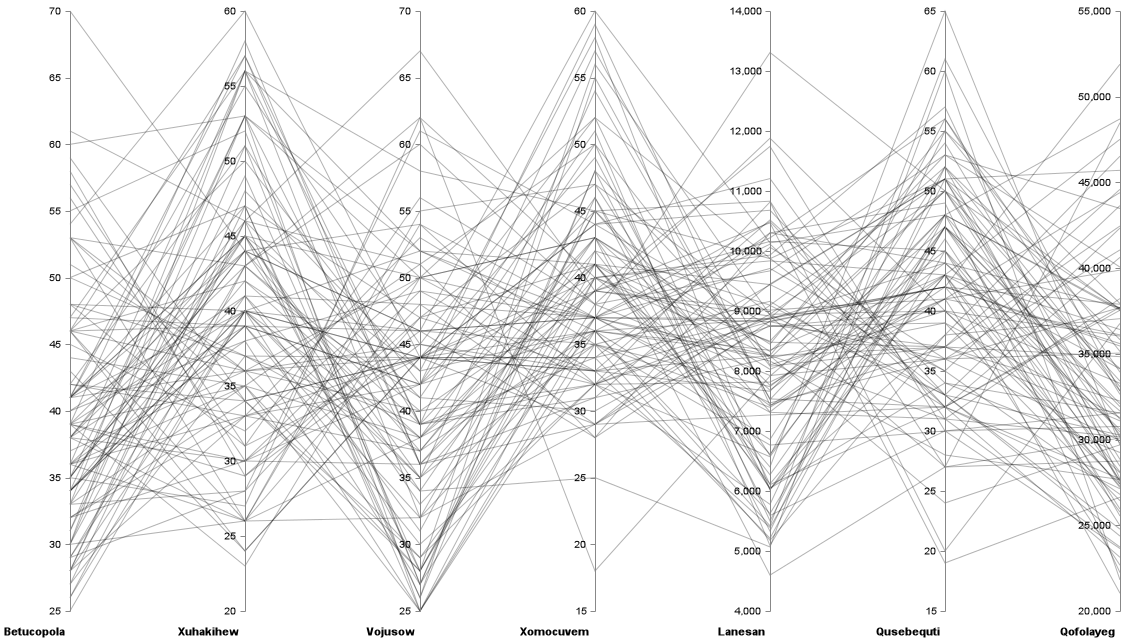 70 60 70 60 14,000 65 55,000
65 55 65 55 13,000 60 50,000
60 50 60 50 12,000 55 45,000
55 45 55 45 11,000 50 40,000
50 40 50 40 10,000 45 35,000
45 35 45 35 9,000 40 30,000
40 30 40 30 8,000 35 25,000
35 25 35 25 7,000 30 20,000
30 20 30 20 6,000 25
25 25 15 5,000 20
4,000 15
Betucopola Xuhakihew Vojusow Xomocuvem Lanesan Qusebequti Qofolayeg